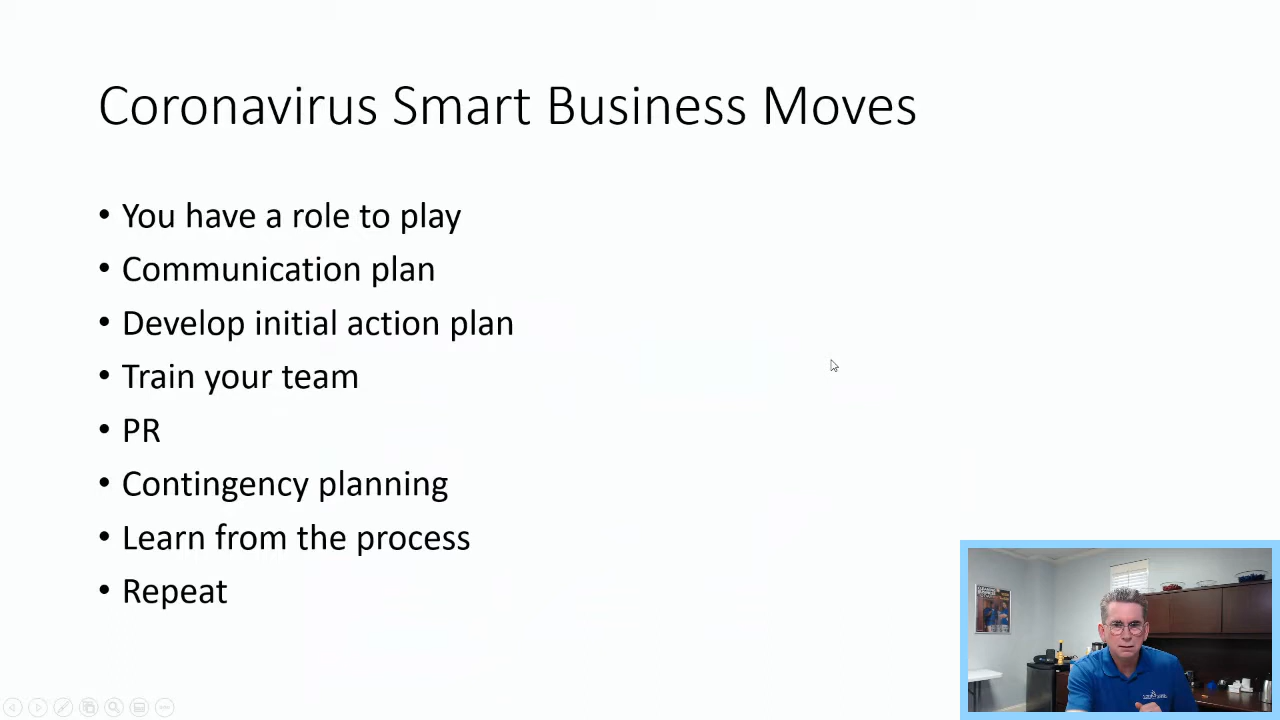 Coronavirus Smart Business Moves
• You have a role to play
• Communication plan
• Develop initial action plan
• Train your team
• PR
• Contingency planning
• Learn from the process
• Repeat